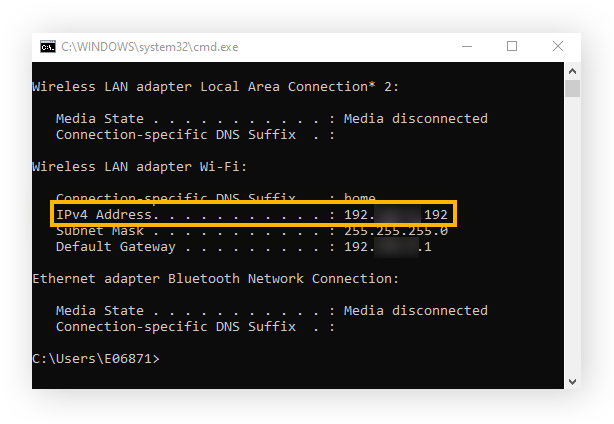 C:\WINDOWS\system32\cmd.exe
Wireless LAN adapter Local Area Connection* 2:
Media State . . . . . . . . . . . : Media disconnected
Connection-specific DNS Suffix  . :
Wireless LAN adapter Wi-Fi:
Connection-specific DNS Suffix  . : home
IPv4 Address. . . . . . . . . . . : 192. 192
Subnet Mask . . . . . . . . . . . : 255.255.255.0
Default Gateway . . . . . . . . . : 192. .1
Ethernet adapter Bluetooth Network Connection:
Media State . . . . . . . . . . . : Media disconnected
Connection-specific DNS Suffix  . :
C:\Users\E06871>